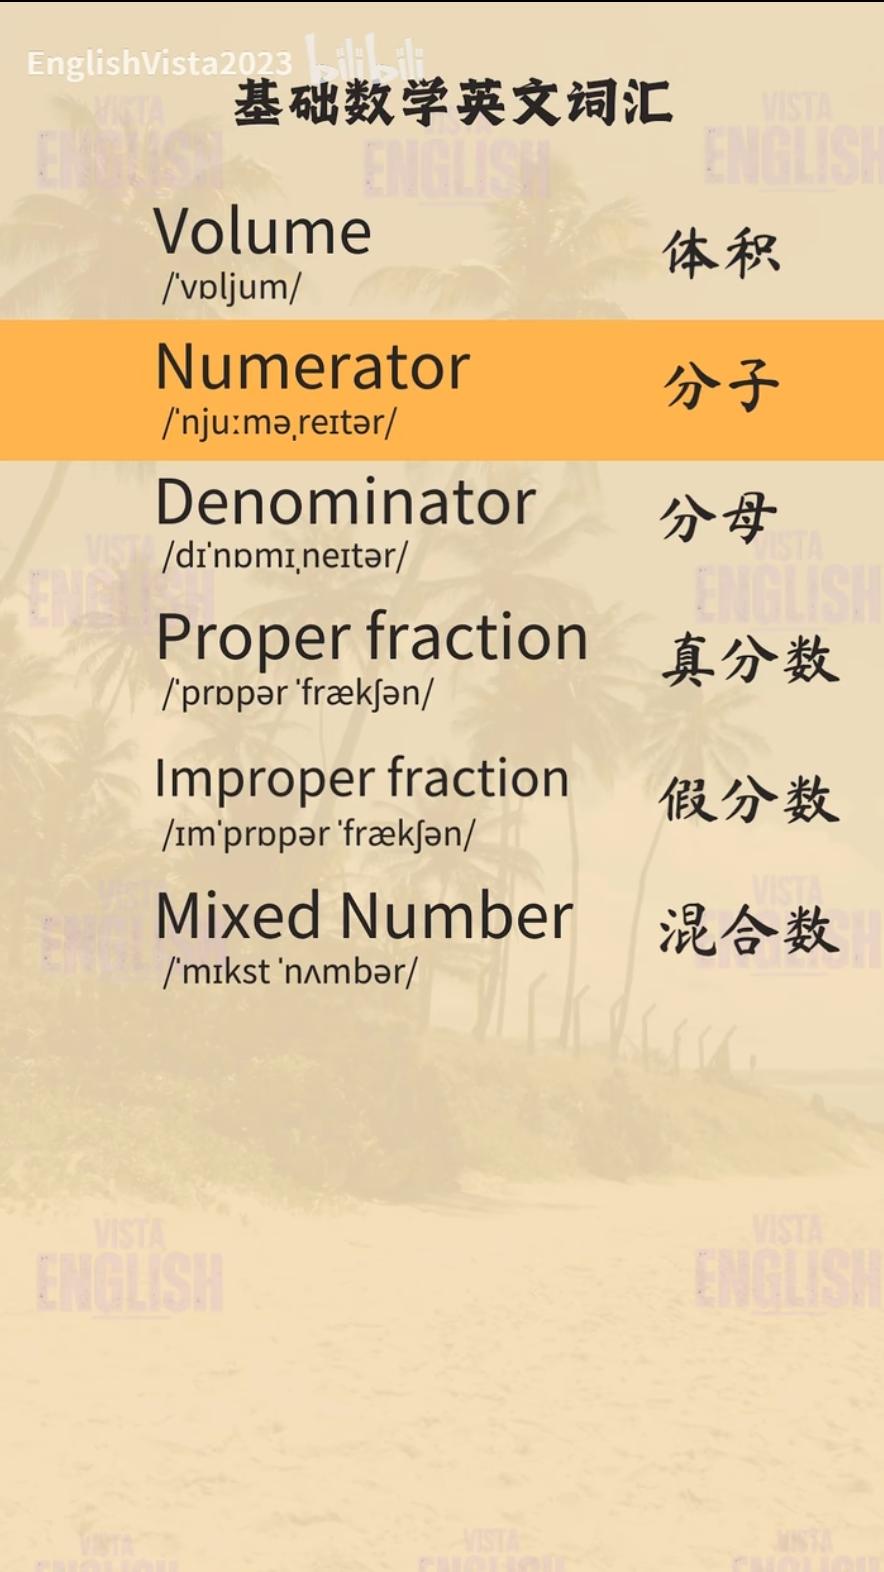 EnglishVista2023 bilibili
基础数学英文词汇
Volume 体积
/ˈvɒljum/
Numerator 分子
/ˈnjuːməˌreɪtər/
Denominator 分母
/dɪˈnɒmɪˌneɪtər/
Proper fraction 真分数
/ˈprɒpər ˈfrækʃən/
Improper fraction 假分数
/ɪmˈprɒpər ˈfrækʃən/
Mixed Number 混合数
/ˈmɪkst ˈnʌmbər/
VISTA
ENGLISH